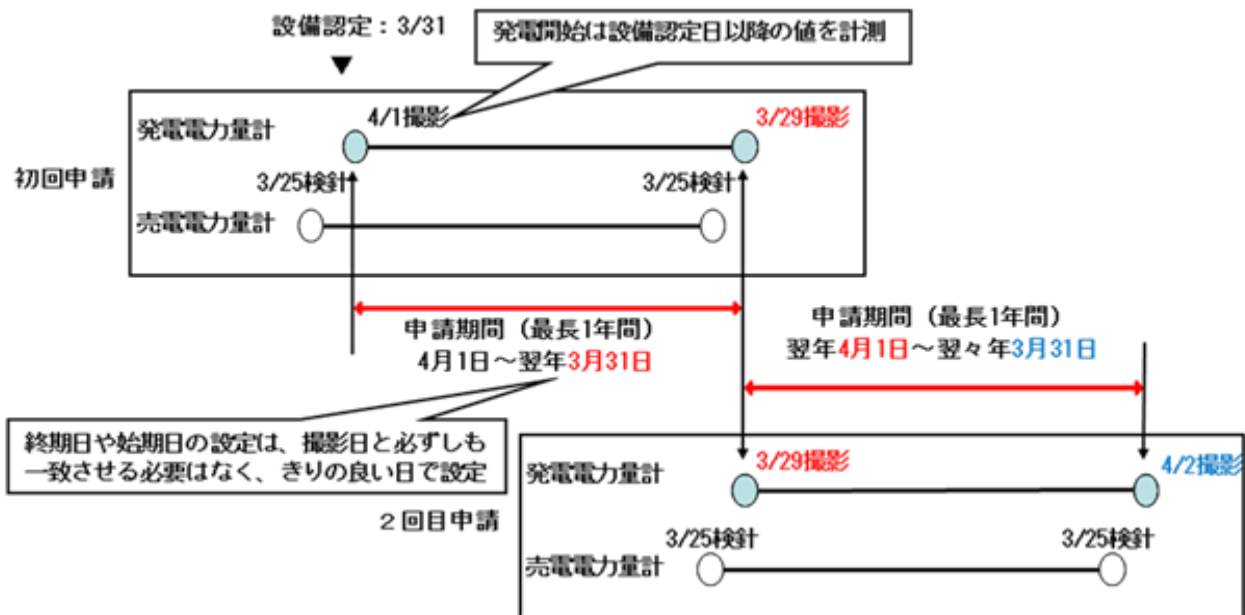 設備認定：3/31
発電開始は設備認定日以降の値を計測
▼
発電電力量計
4/1撮影
3/29撮影
初回申請
3/25検針
3/25検針
売電電力量計
申請期間（最長1年間）
4月1日～翌年3月31日
申請期間（最長1年間）
翌年4月1日～翌々年3月31日
終期日や始期日の設定は、撮影日と必ずしも
一致させる必要はなく、きりの良い日で設定
発電電力量計
3/29撮影
4/2撮影
２回目申請
3/25検針
3/25検針
売電電力量計